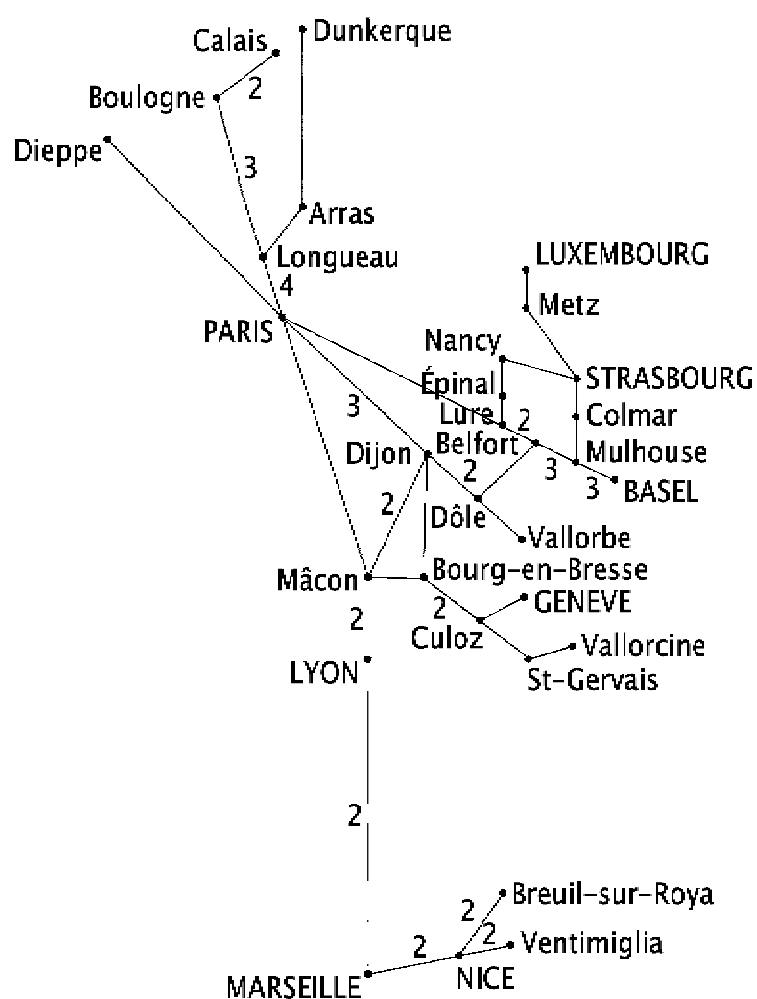 Dunkerque
Calais
2
Boulogne
Dieppe
3
Arras
Longueau
LUXEMBOURG
4
Metz
PARIS
Nancy
STRASBOURG
Épinal
3
Lure
2
Colmar
Belfort
Mulhouse
Dijon
2
3
3
BASEL
2
Dôle
Vallorbe
Mâcon
Bourg-en-Bresse
2
GENEVE
2
Culoz
Vallorcine
LYON
St-Gervais
2
Breuil-sur-Roya
2
2
Ventimiglia
2
NICE
MARSEILLE